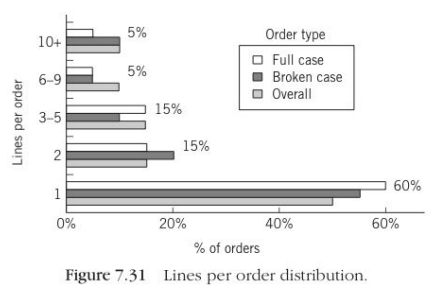 Lines per order
10+
6–9
3–5
2
1
5%
5%
15%
15%
60%
Order type
Full case
Broken case
Overall
0%
20%
40%
60%
% of orders
Figure 7.31 Lines per order distribution.